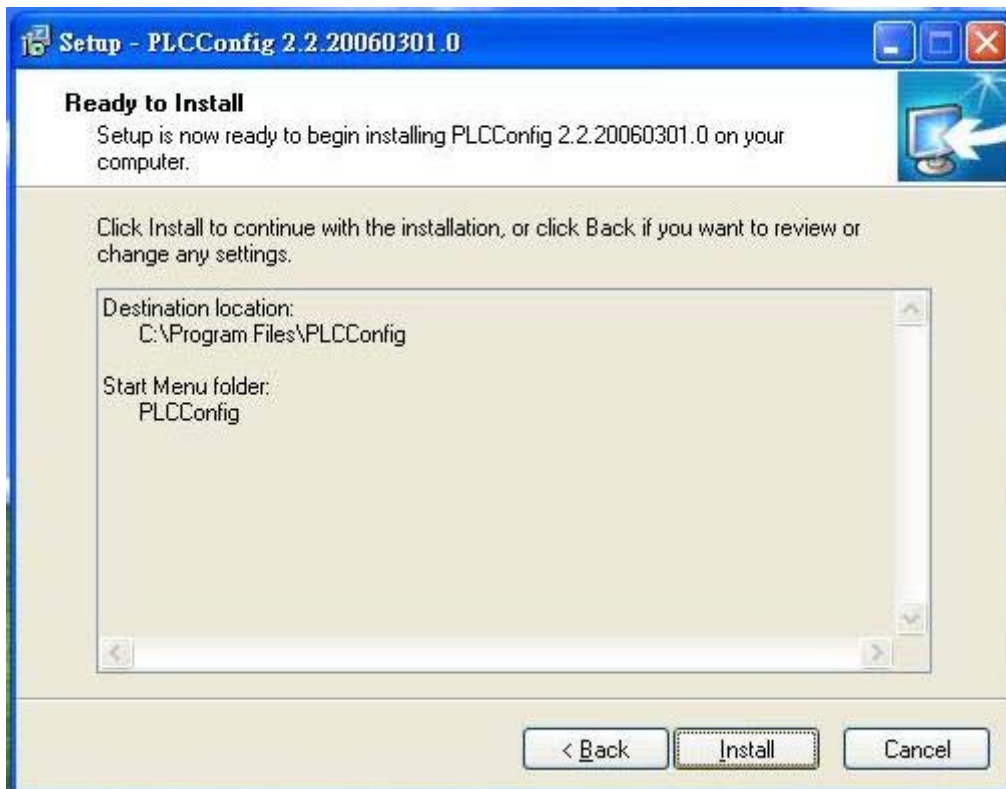 Setup - PLCConfig 2.2.20060301.0
Ready to Install
Setup is now ready to begin installing PLCConfig 2.2.20060301.0 on your
computer.
Click Install to continue with the installation, or click Back if you want to review or
change any settings.
Destination location:
C:\Program Files\PLCConfig
Start Menu folder:
PLCConfig
< Back
Install
Cancel